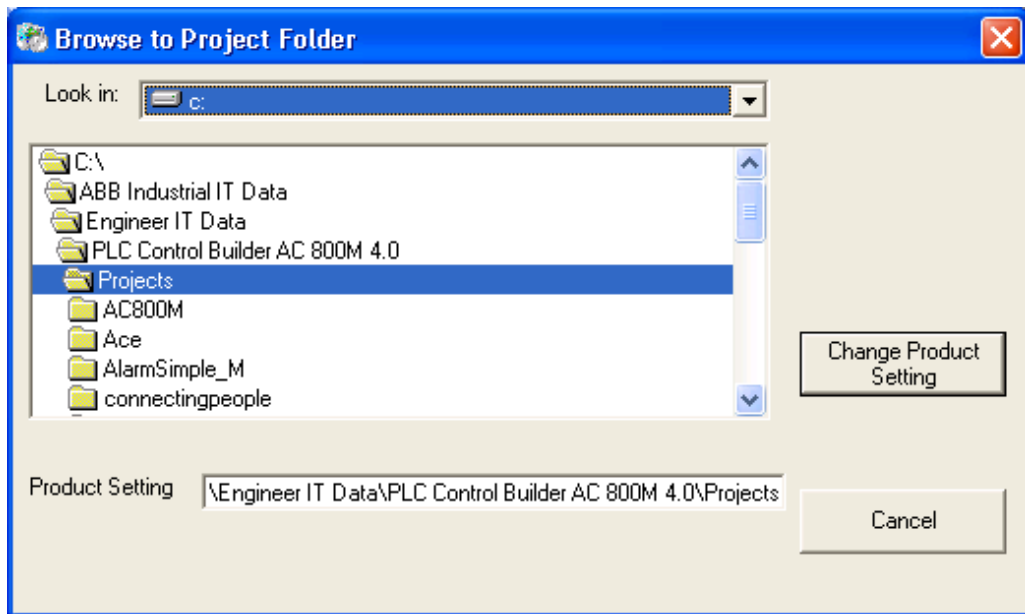 Browse to Project Folder
Look in:
c:
C:\
ABB Industrial IT Data
Engineer IT Data
PLC Control Builder AC 800M 4.0
Projects
AC800M
Ace
AlarmSimple_M
connectingpeople
Change Product
Setting
Product Setting
\Engineer IT Data\PLC Control Builder AC 800M 4.0\Projects
Cancel